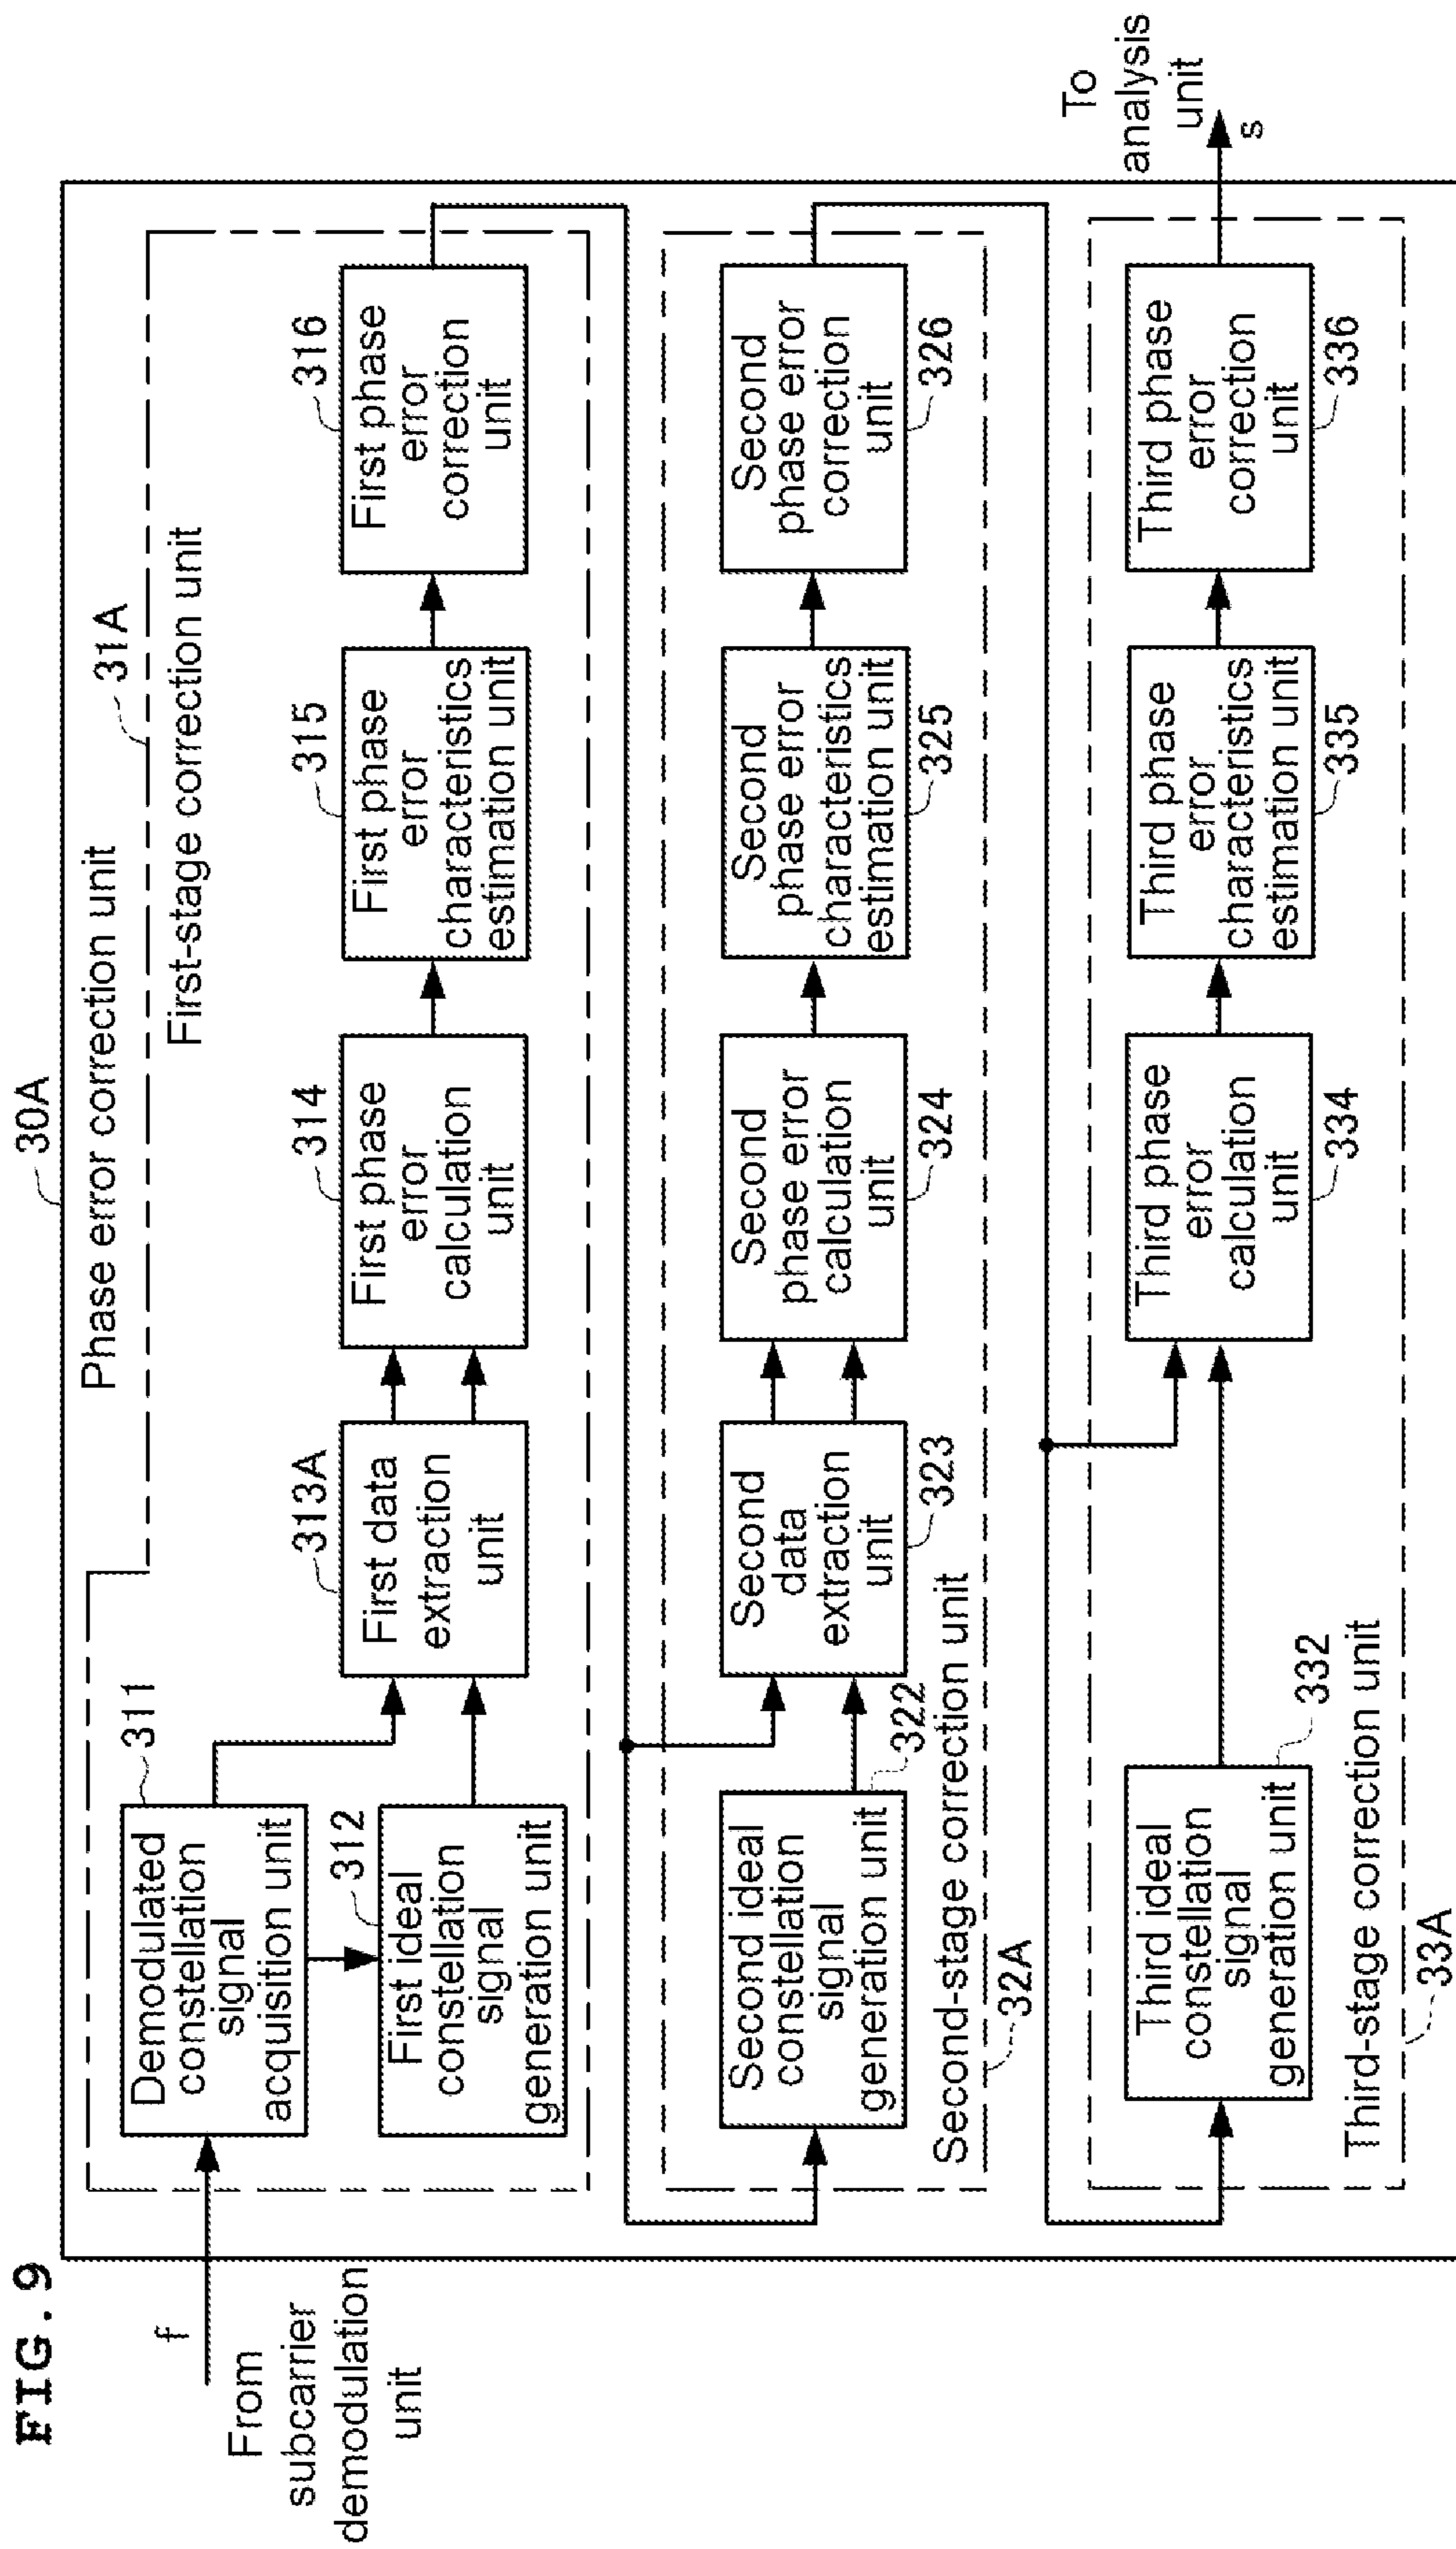 FIG. 9
30A
Phase error correction unit
31A
First-stage correction unit
f
From
subcarrier
demodulation
unit
311
Demodulated
constellation
signal
acquisition unit
312
First ideal
constellation
signal
generation unit
313A
First data
extraction
unit
314
First phase
error
calculation
unit
315
First phase
error
characteristics
estimation unit
316
First phase
error
correction
unit
Second ideal
constellation
signal
generation unit
322
Second
data
extraction
unit
323
Second
phase error
calculation
unit
324
Second
phase error
characteristics
estimation unit
325
Second
phase error
correction
unit
326
Second-stage correction unit
32A
Third ideal
constellation
signal
generation unit
332
Third phase
error
calculation
unit
334
Third phase
error
characteristics
estimation unit
335
Third phase
error
correction
unit
336
Third-stage correction unit
33A
To
analysis
unit
s